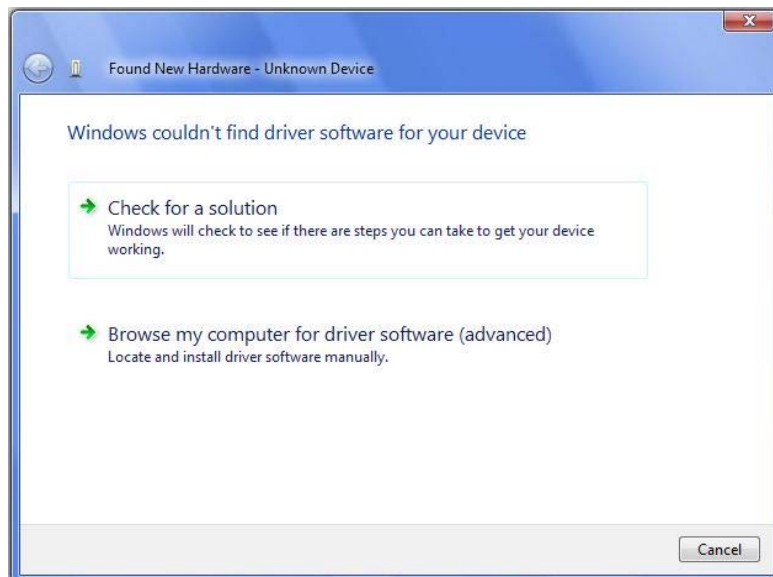 Found New Hardware - Unknown Device
Windows couldn't find driver software for your device
Check for a solution
Windows will check to see if there are steps you can take to get your device
working.
Browse my computer for driver software (advanced)
Locate and install driver software manually.
Cancel